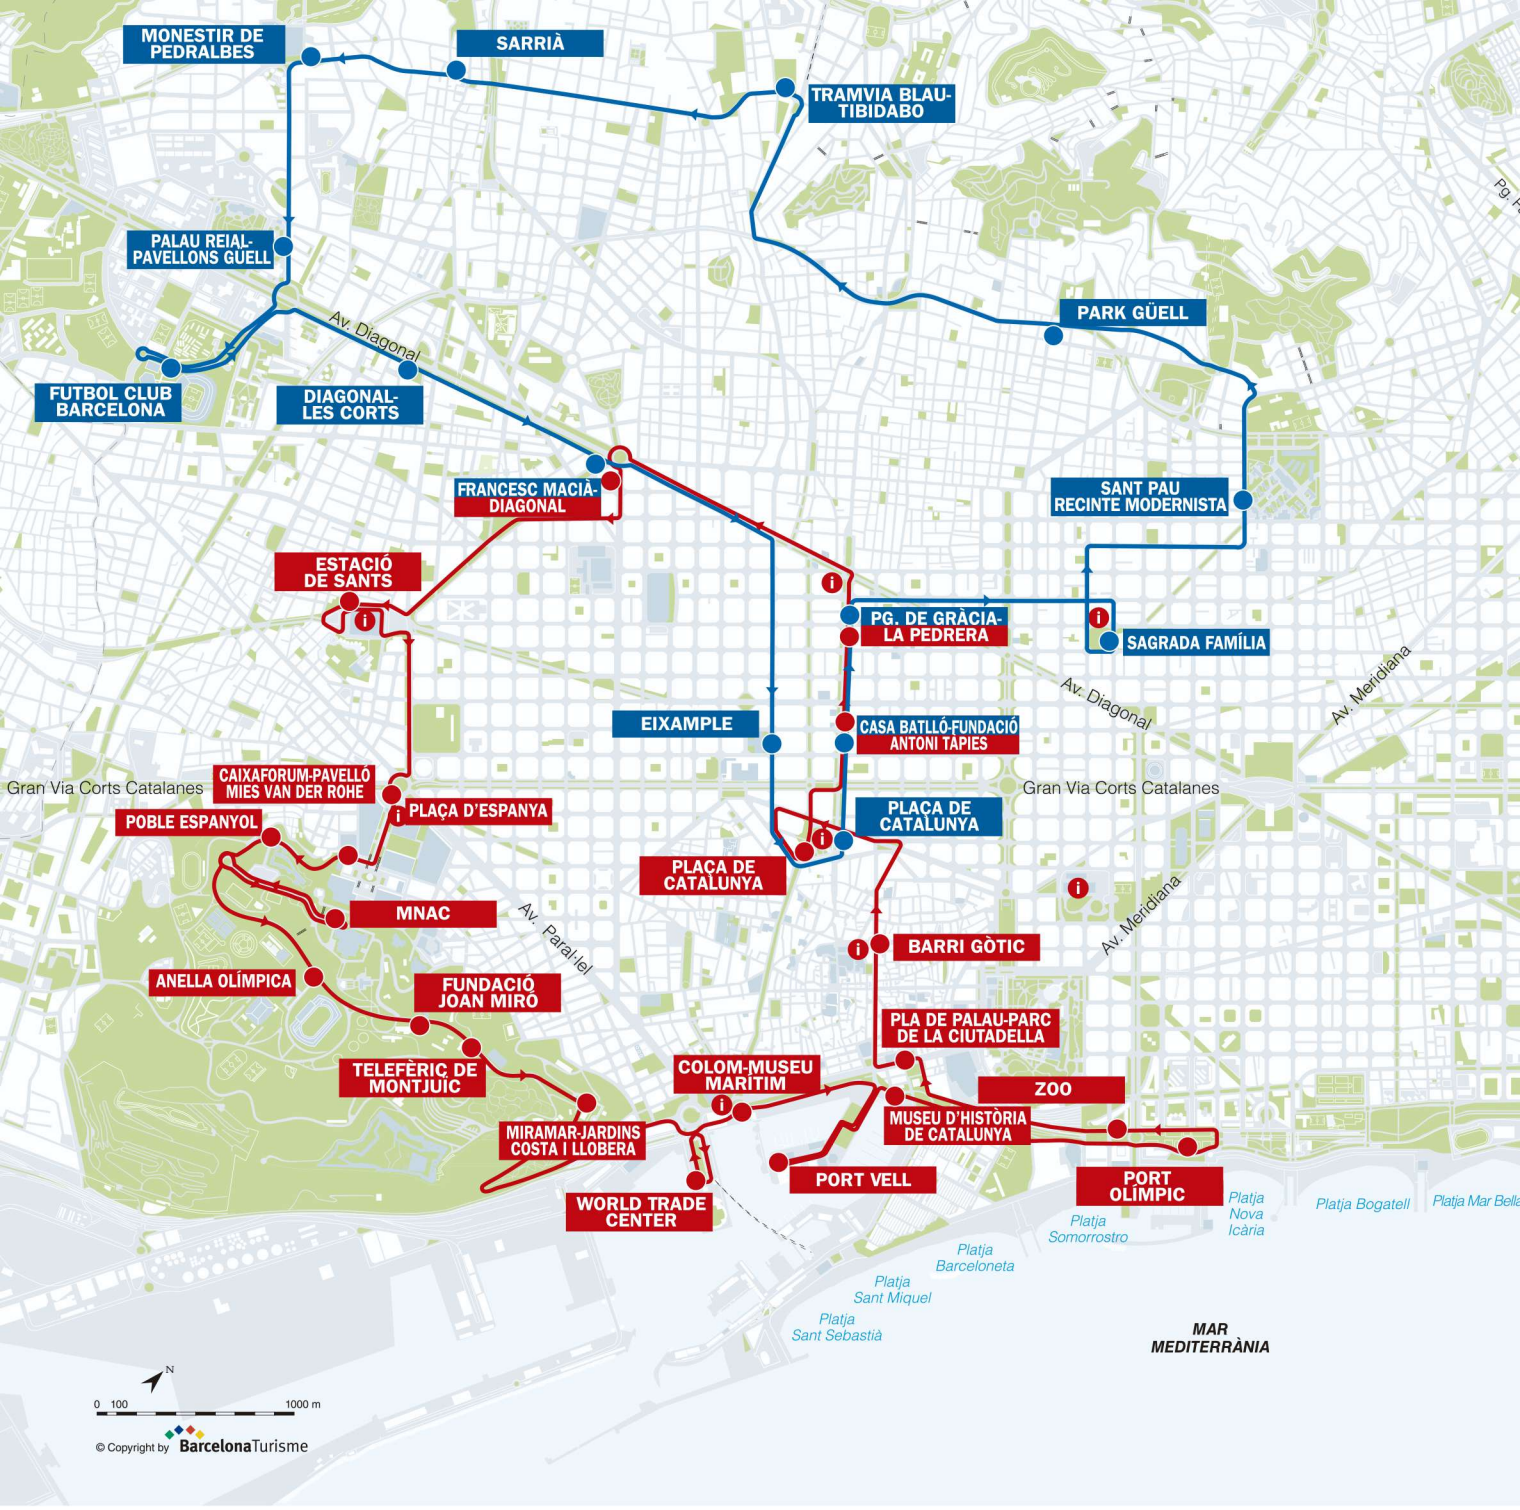 MONESTIR DE
PEDRALBES
SARRIÀ
TRAMVIA BLAU-
TIBIDABO
PALAU REIAL-
PAVELLONS GÜELL
Av. Diagonal
PARK GÜELL
FUTBOL CLUB
BARCELONA
DIAGONAL-
LES CORTS
FRANCESC MACIÀ-
DIAGONAL
SANT PAU
RECINTE MODERNISTA
ESTACIÓ
DE SANTS
i
i
i
PG. DE GRÀCIA-
LA PEDRERA
SAGRADA FAMÍLIA
Av. Diagonal
Av. Meridiana
EIXAMPLE
CASA BATLLÓ-FUNDACIÓ
ANTONI TÀPIES
Gran Via Corts Catalanes
CAIXAFORUM-PAVELLÓ
MIES VAN DER ROHE
Gran Via Corts Catalanes
i
PLAÇA D'ESPANYA
POBLE ESPANYOL
PLAÇA DE
CATALUNYA
i
PLAÇA DE
CATALUNYA
i
MNAC
Av. Paral·lel
Av. Meridiana
i
BARRI GÒTIC
ANELLA OLÍMPICA
FUNDACIÓ
JOAN MIRÓ
PLA DE PALAU-PARC
DE LA CIUTADELLA
TELEFÈRIC DE
MONTJUÏC
COLOM-MUSEU
MARÍTIM
i
ZOO
MUSEU D'HISTÒRIA
DE CATALUNYA
MIRAMAR-JARDINS
COSTA I LLOBERA
PORT VELL
PORT
OLÍMPIC
WORLD TRADE
CENTER
Platja
Nova
Icària
Platja Bogatell
Platja Mar Bella
Platja
Somorrostro
Platja
Barceloneta
Platja
Sant Miquel
Platja
Sant Sebastià
MAR
MEDITERRÀNIA
N
0 100 1000 m
© Copyright by BarcelonaTurisme